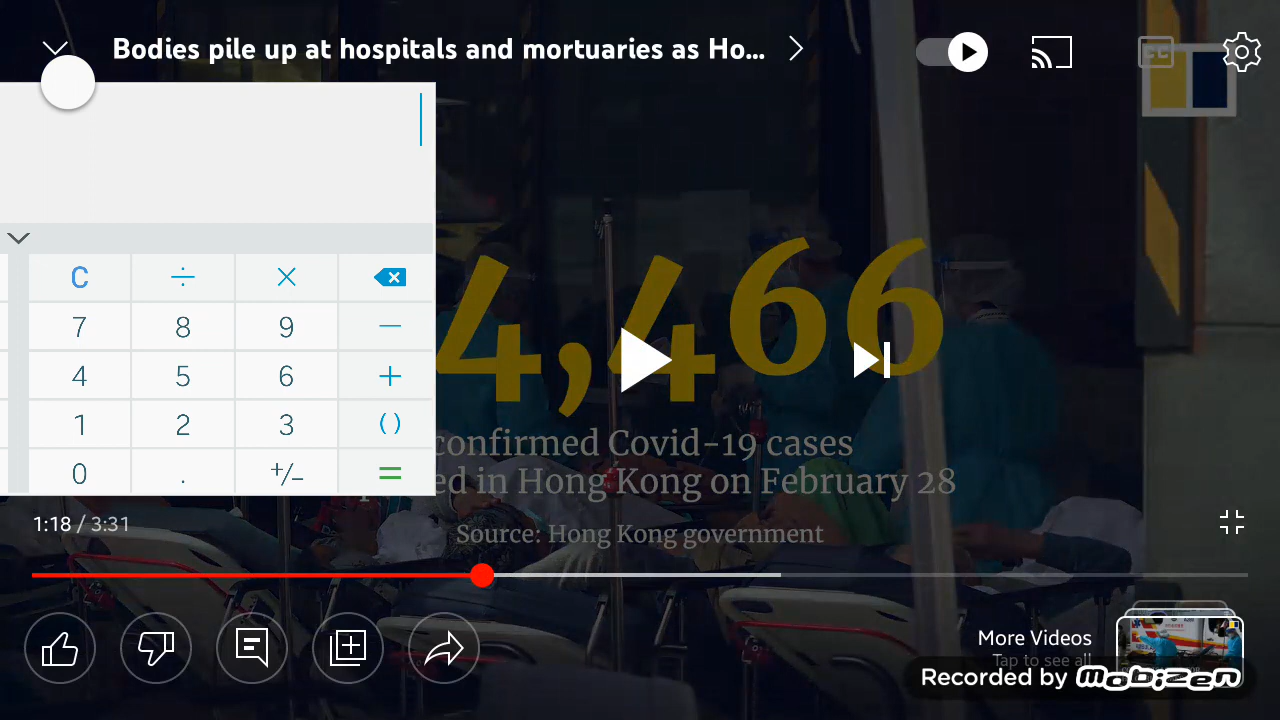 Bodies pile up at hospitals and mortuaries as Ho...
CC
C ÷ × 
7 8 9 −
4 5 6 +
1 2 3 ()
0 . +/− =
4,466
confirmed Covid-19 cases
ed in Hong Kong on February 28
Source: Hong Kong government
1:18 / 3:31
More Videos
Tap to see all
Recorded by mobizen